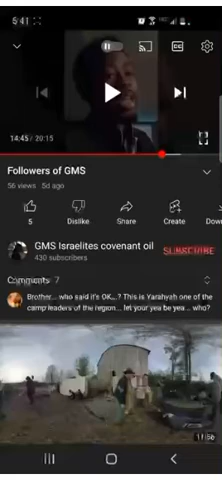 5:41
14:45 / 20:15
Followers of GMS
56 views 5d ago
5
Dislike
Share
Create
Down
GMS Israelites covenant oil
430 subscribers
SUBSCRIBE
Comments 7
Brother... who said it's OK...? This is Yarahyah one of the
camp leaders of the region... let your yea be yea... who?